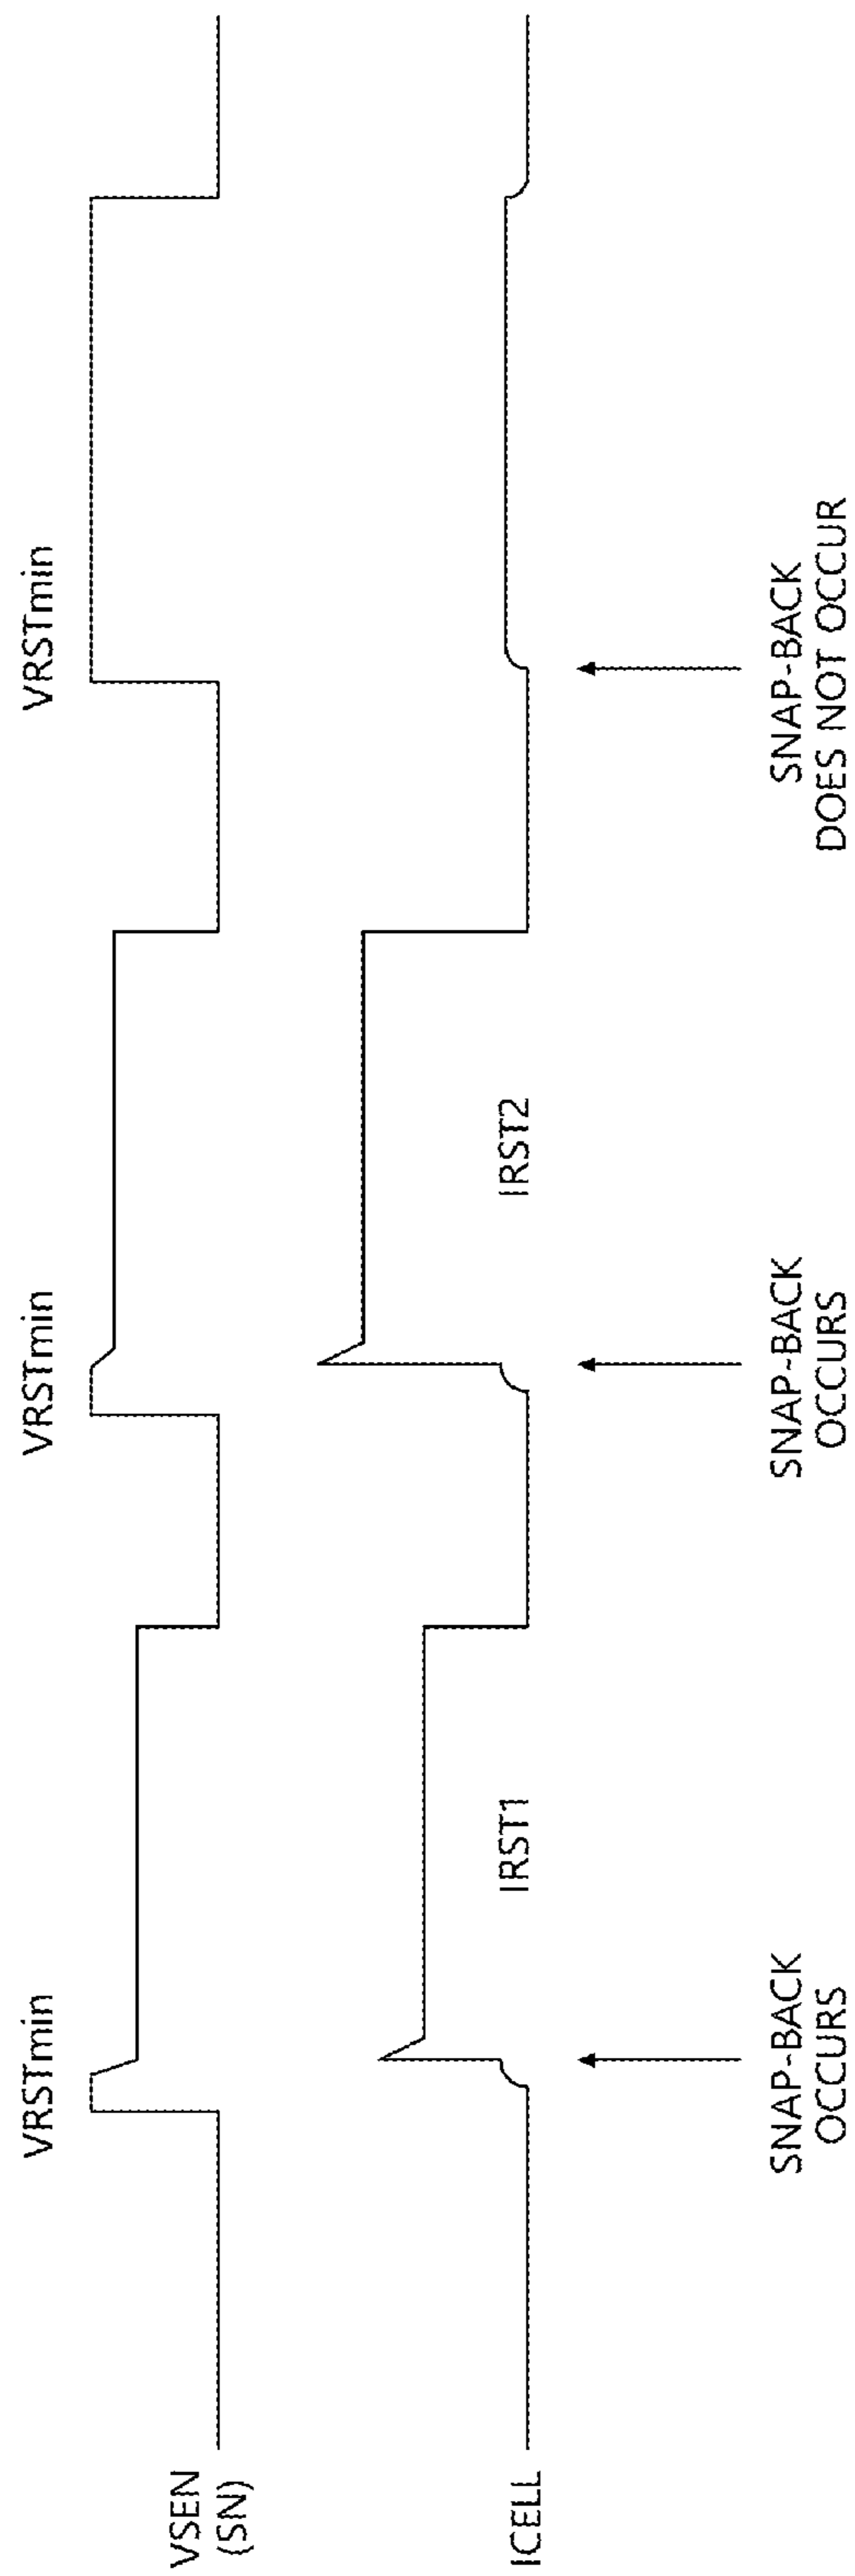 VRSTmin
VRSTmin
VRSTmin
VSEN
(SN)
IRST1
IRST2
ICELL
SNAP-BACK
OCCURS
SNAP-BACK
OCCURS
SNAP-BACK
DOES NOT OCCUR